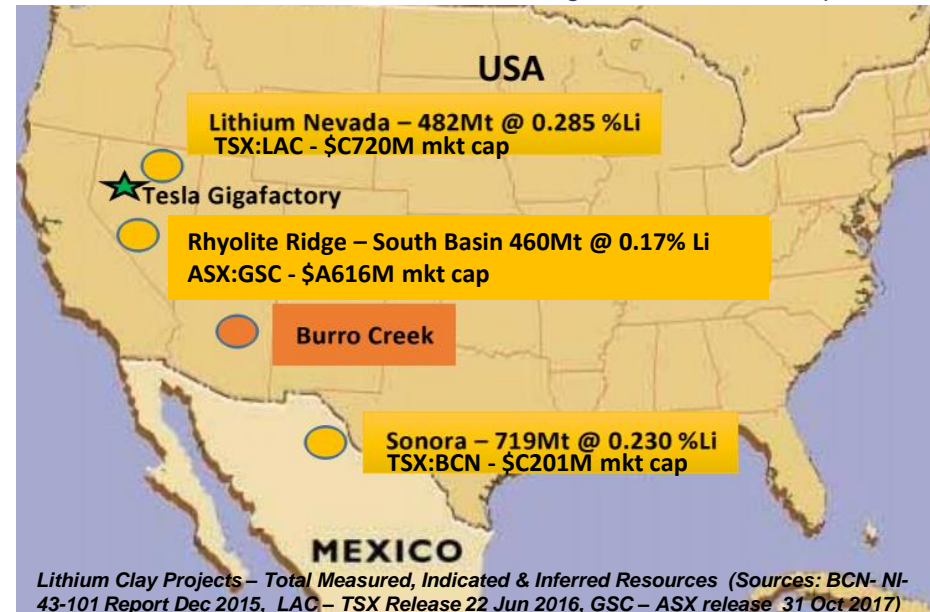 USA
Lithium Nevada – 482Mt @ 0.285 %Li
TSX:LAC - $C720M mkt cap
Tesla Gigafactory
Rhyolite Ridge – South Basin 460Mt @ 0.17% Li
ASX:GSC - $A616M mkt cap
Burro Creek
Sonora – 719Mt @ 0.230 %Li
TSX:BCN - $C201M mkt cap
MEXICO
Lithium Clay Projects – Total Measured, Indicated & Inferred Resources (Sources: BCN- NI-
43-101 Report Dec 2015, LAC – TSX Release 22 Jun 2016, GSC – ASX release 31 Oct 2017)